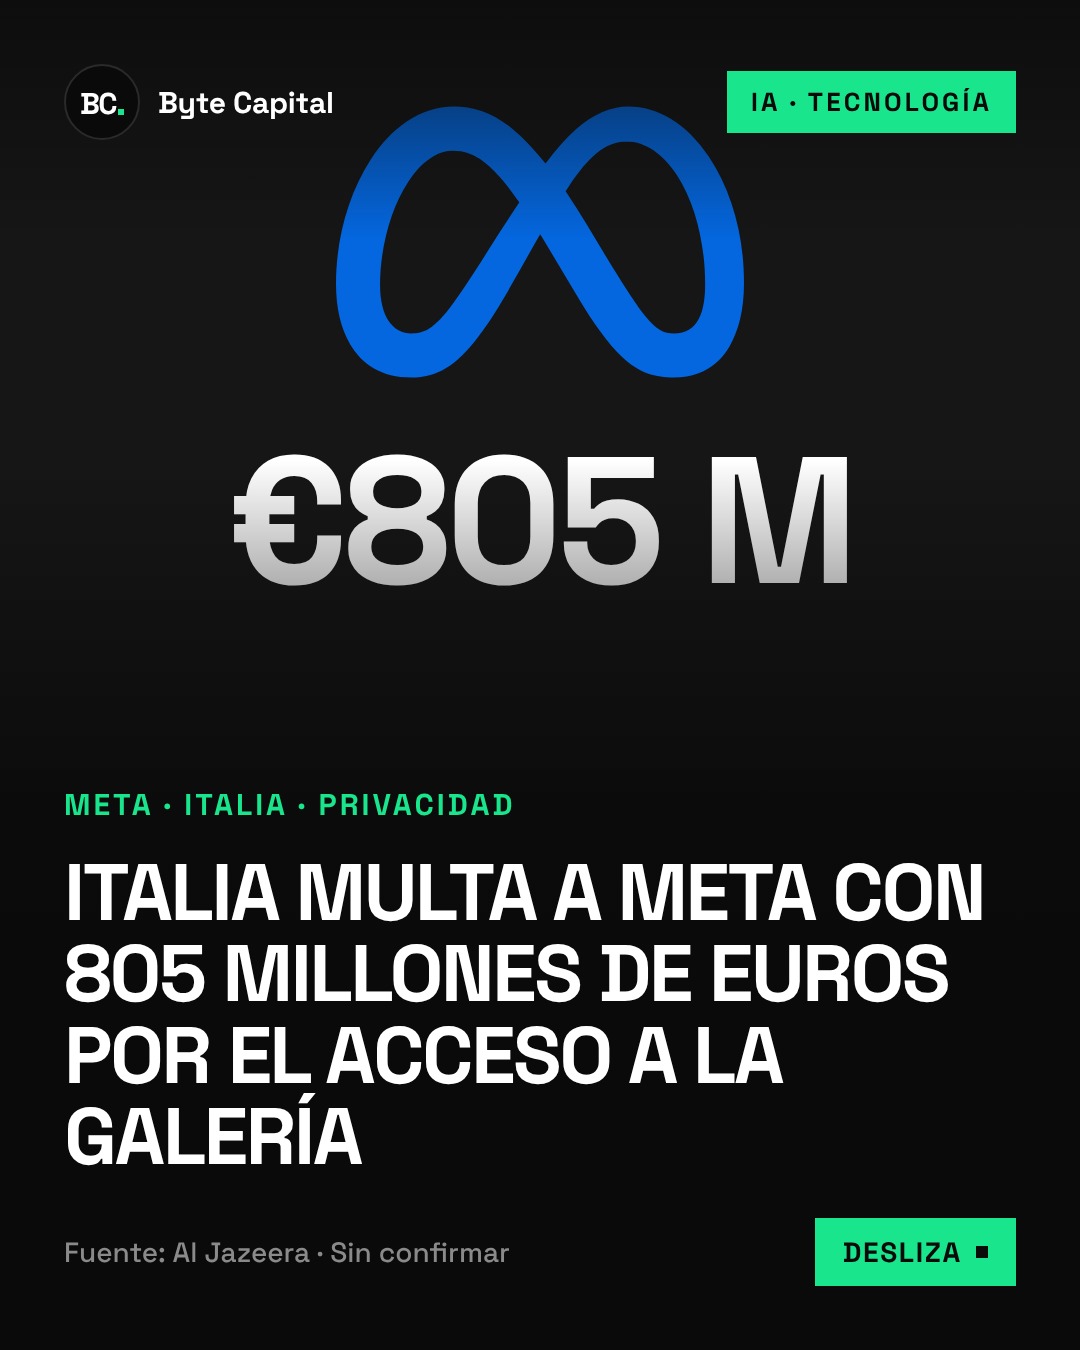 BC. Byte Capital
IA · TECNOLOGÍA
€805 M
META · ITALIA · PRIVACIDAD
ITALIA MULTA A META CON
805 MILLONES DE EUROS
POR EL ACCESO A LA
GALERÍA
Fuente: Al Jazeera · Sin confirmar
DESLIZA